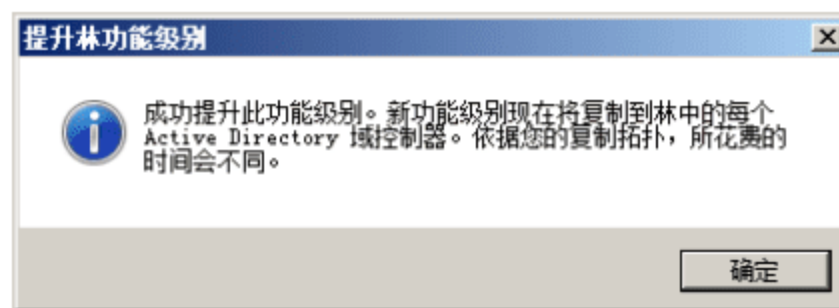 提升林功能级别
成功提升此功能级别。新功能级别现在将复制到林中的每个
Active Directory 域控制器。依据您的复制拓扑，所花费的
时间会不同。
确定